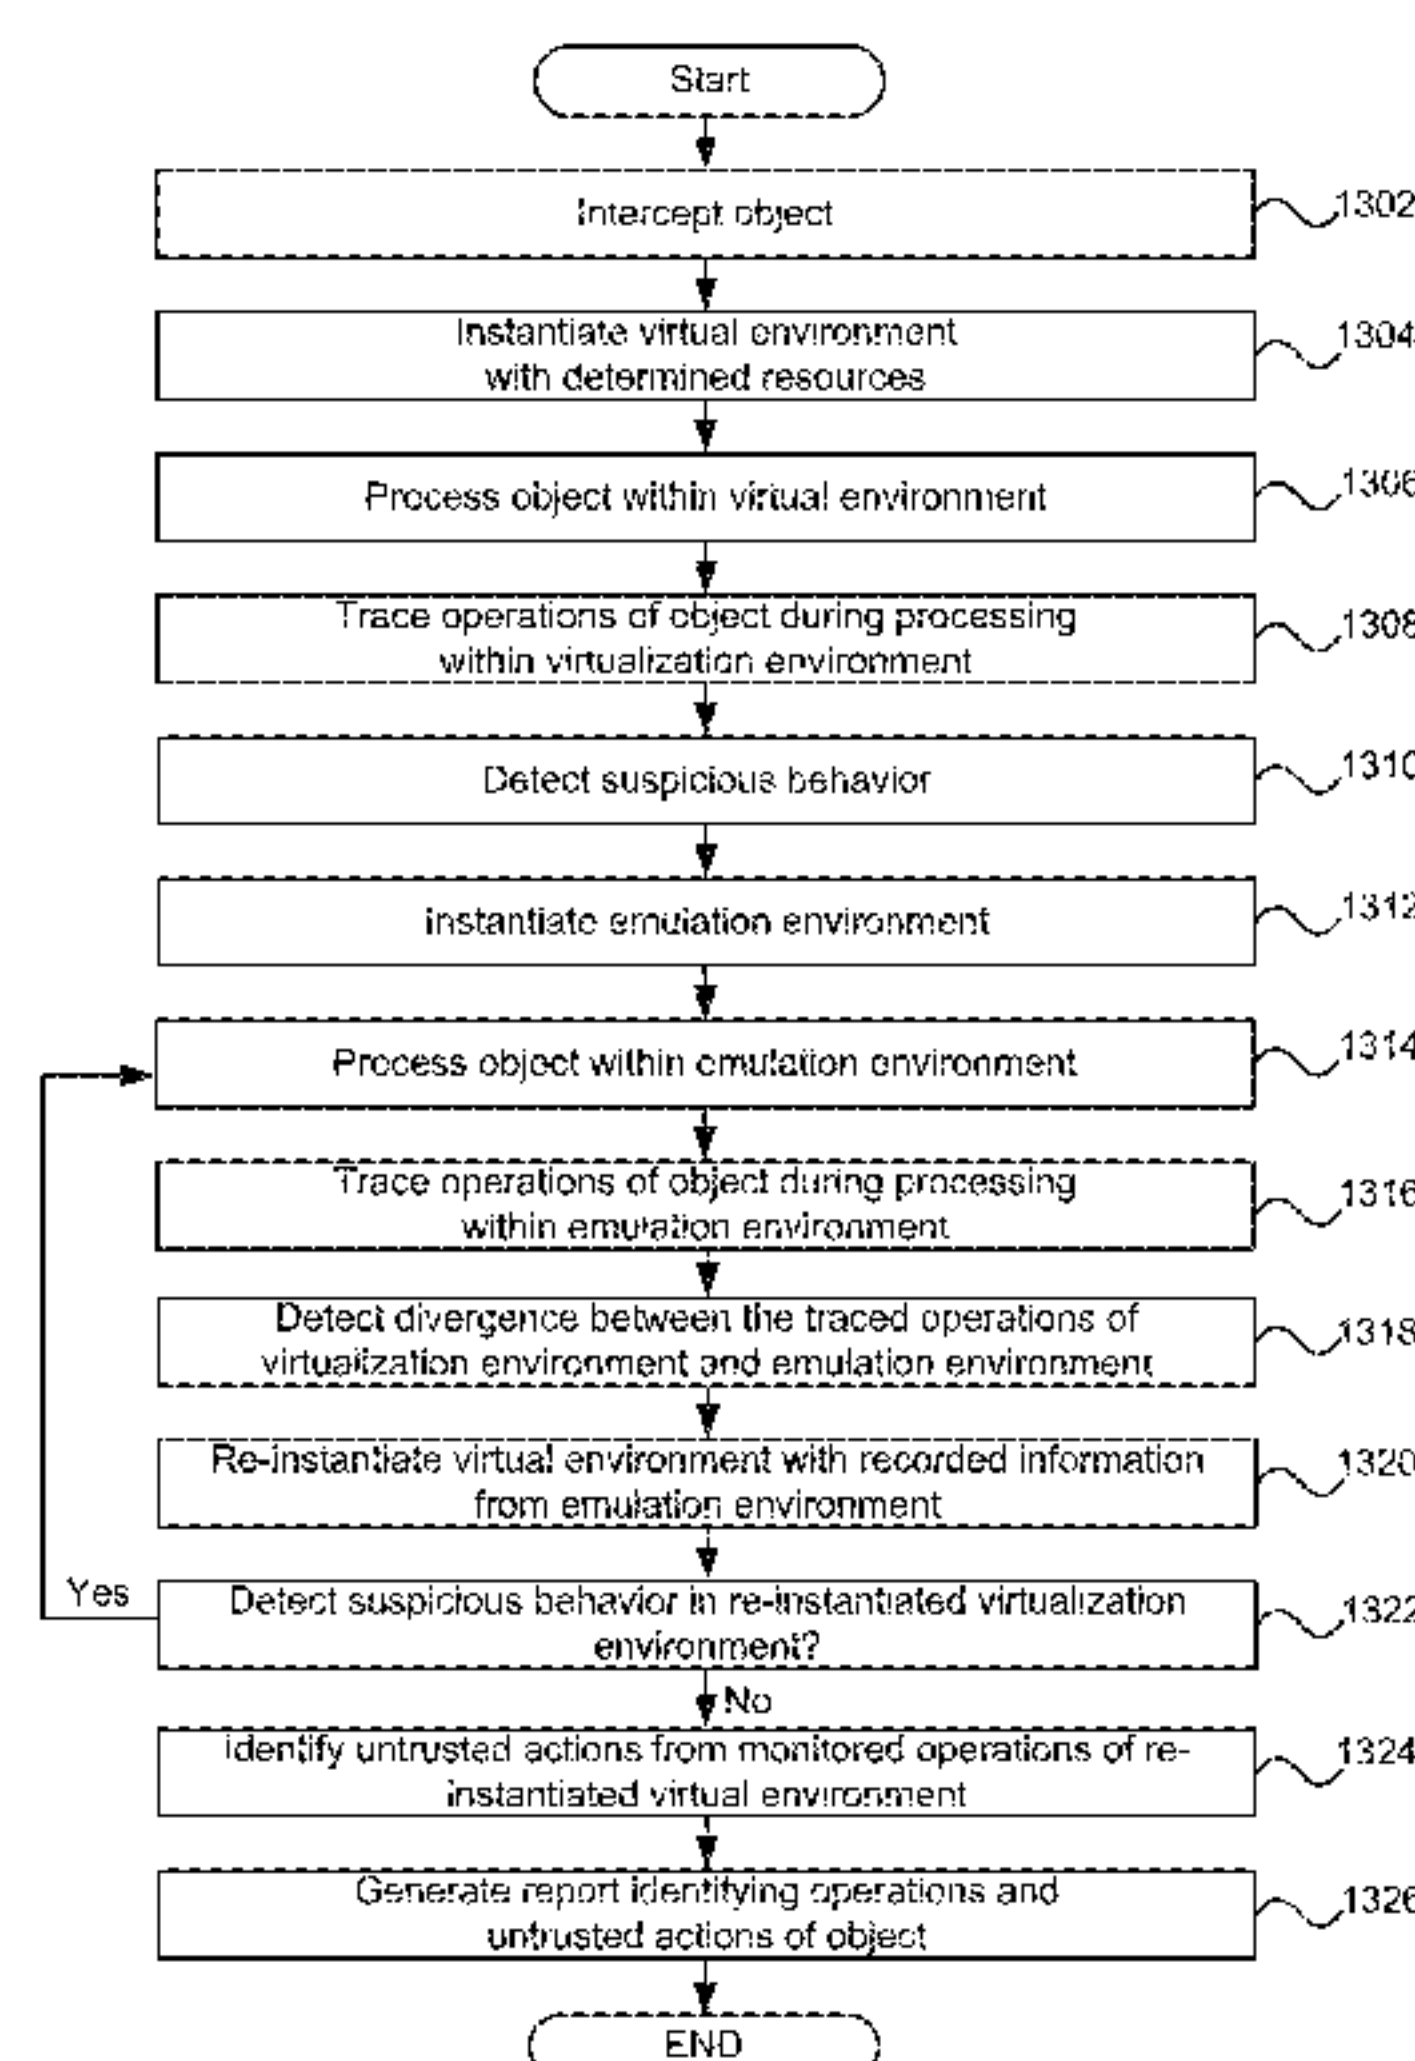 Start
Intercept object
1302
Instantiate virtual environment
with determined resources
1304
Process object within virtual environment
1306
Trace operations of object during processing
within virtualization environment
1308
Detect suspicious behavior
1310
Instantiate emulation environment
1312
Process object within emulation environment
1314
Trace operations of object during processing
within emulation environment
1316
Detect divergence between the traced operations of
virtualization environment and emulation environment
1318
Re-instantiate virtual environment with recorded information
from emulation environment
1320
Yes
Detect suspicious behavior in re-instantiated virtualization
environment?
1322
No
Identify untrusted actions from monitored operations of re-
instantiated virtual environment
1324
Generate report identifying operations and
untrusted actions of object
1326
END